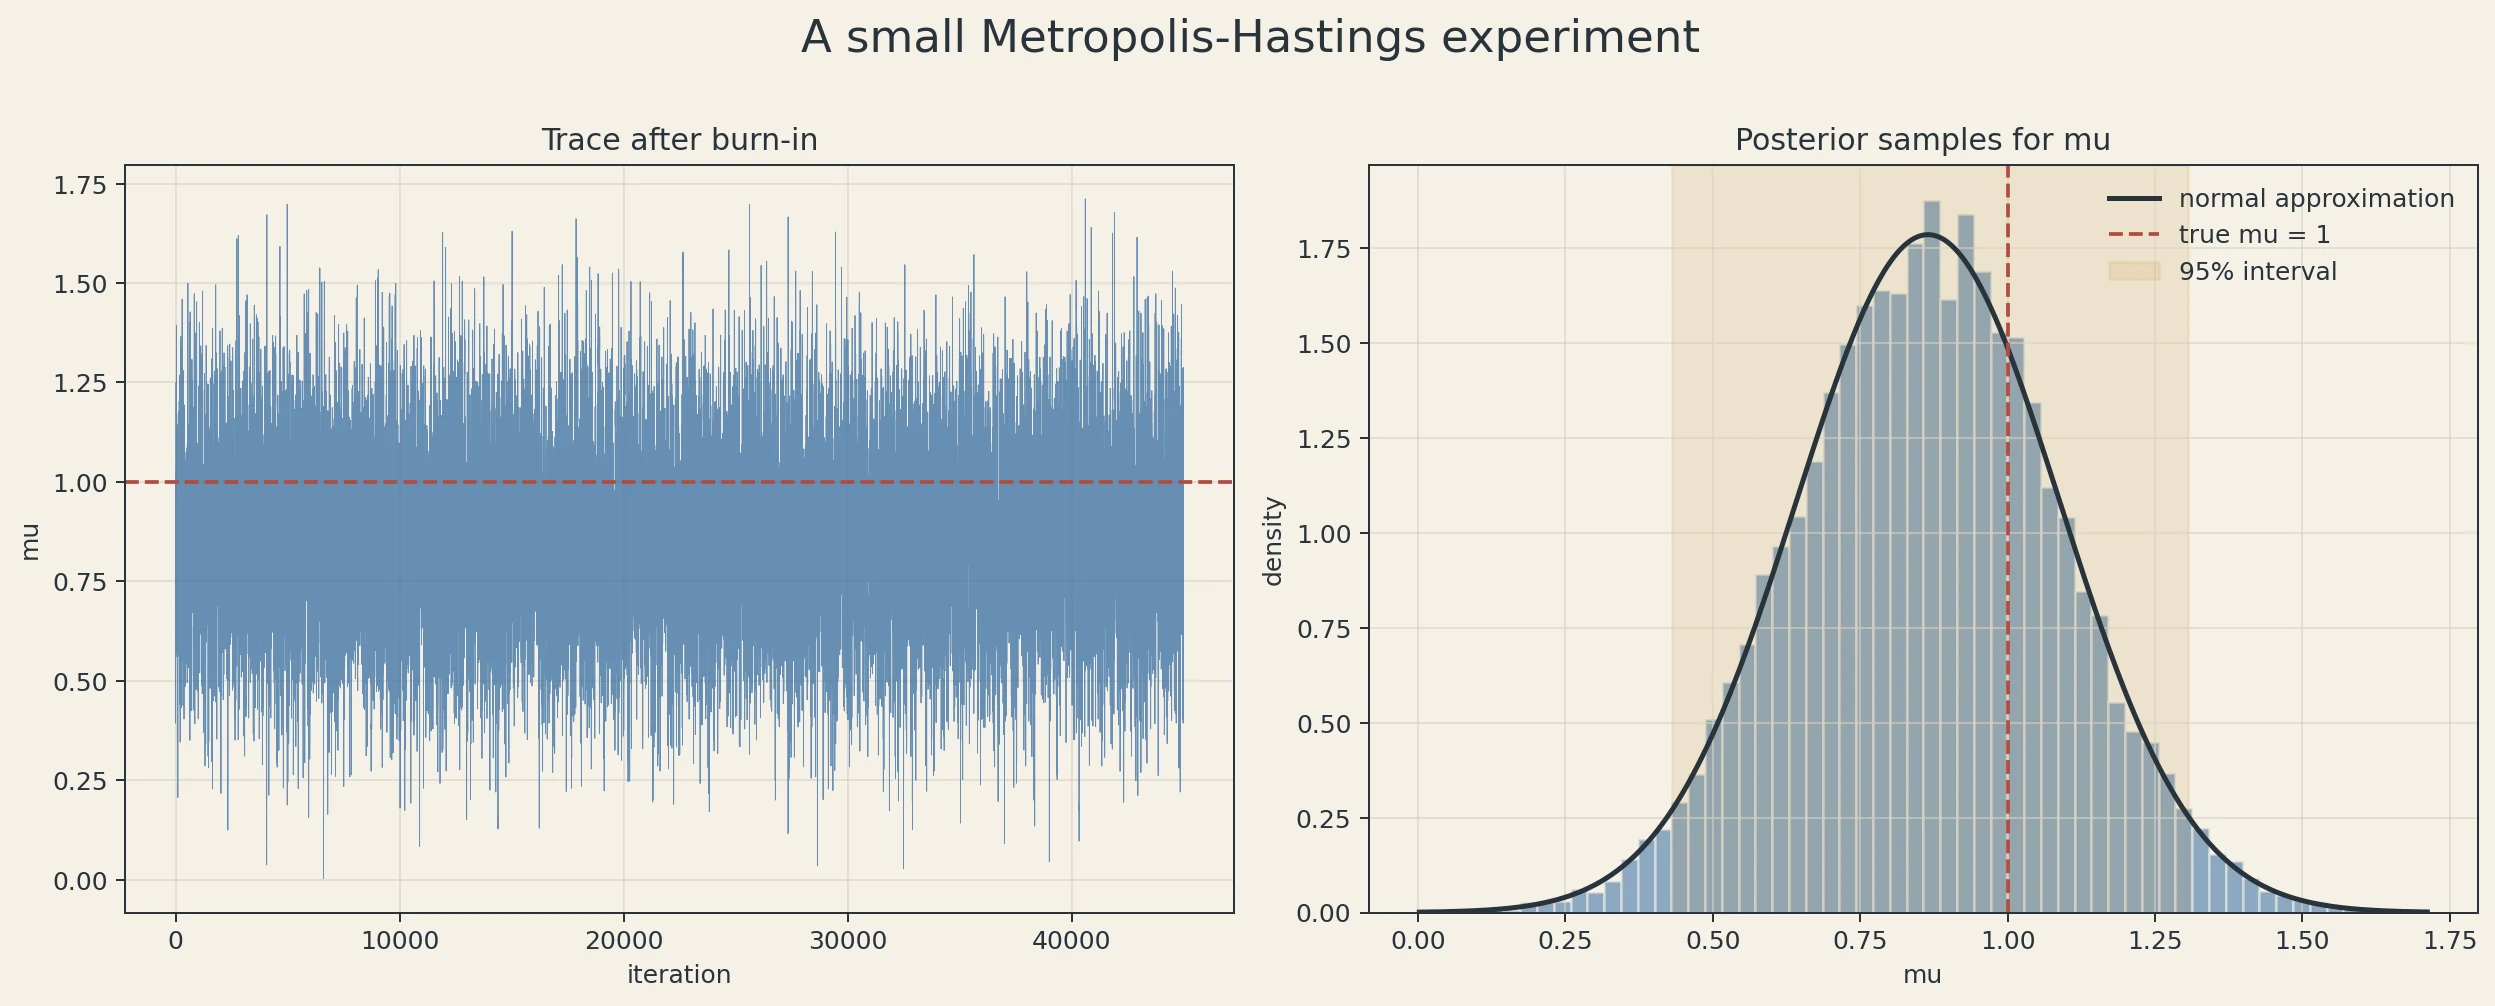 A small Metropolis-Hastings experiment
Trace after burn-in
mu
1.75
1.50
1.25
1.00
0.75
0.50
0.25
0.00
0
10000
20000
30000
40000
iteration
Posterior samples for mu
normal approximation
true mu = 1
95% interval
density
1.75
1.50
1.25
1.00
0.75
0.50
0.25
0.00
0.00
0.25
0.50
0.75
1.00
1.25
1.50
1.75
mu